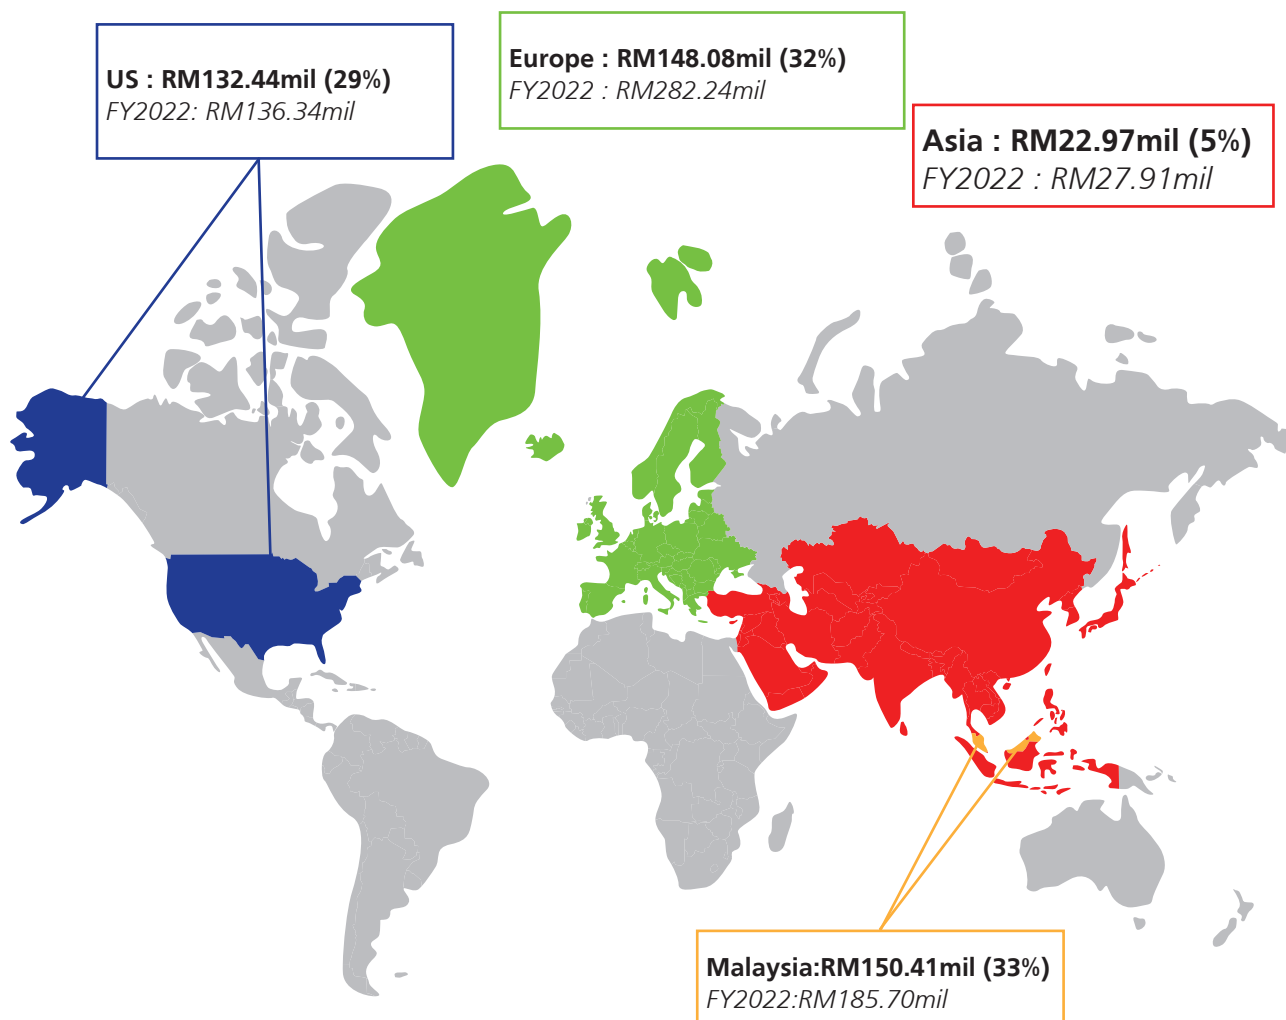 US : RM132.44mil (29%)
FY2022: RM136.34mil
Europe : RM148.08mil (32%)
FY2022 : RM282.24mil
Asia : RM22.97mil (5%)
FY2022 : RM27.91mil
Malaysia:RM150.41mil (33%)
FY2022:RM185.70mil